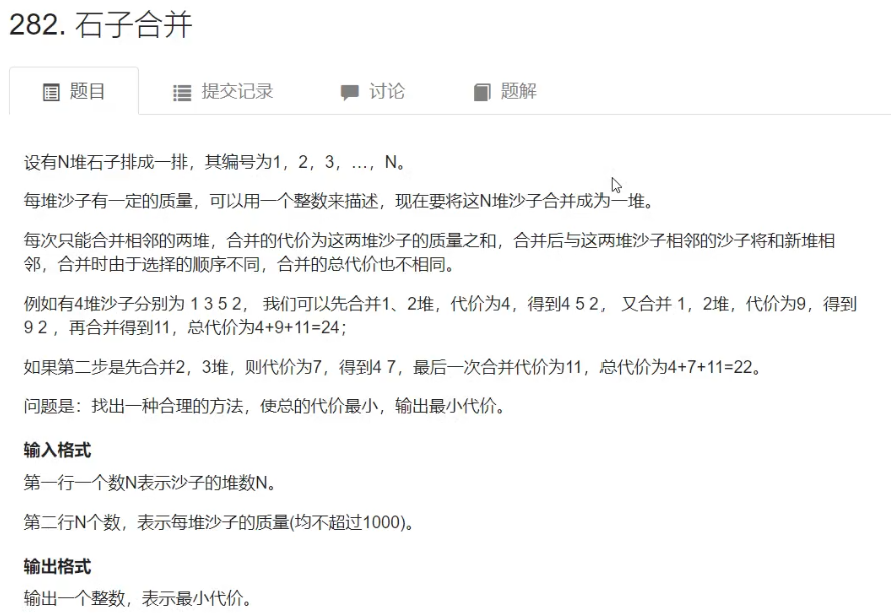 282. 石子合并
题目 提交记录 讨论 题解
设有N堆石子排成一排，其编号为1，2，3，…，N。
每堆沙子有一定的质量，可以用一个整数来描述，现在要将这N堆沙子合并成为一堆。
每次只能合并相邻的两堆，合并的代价为这两堆沙子的质量之和，合并后与这两堆沙子相邻的沙子将和新堆相
邻，合并时由于选择的顺序不同，合并的总代价也不相同。
例如有4堆沙子分别为 1 3 5 2， 我们可以先合并1、2堆，代价为4，得到4 5 2， 又合并 1，2堆，代价为9，得到
9 2 ，再合并得到11，总代价为4+9+11=24；
如果第二步是先合并2，3堆，则代价为7，得到4 7，最后一次合并代价为11，总代价为4+7+11=22。
问题是：找出一种合理的方法，使总的代价最小，输出最小代价。
输入格式
第一行一个数N表示沙子的堆数N。
第二行N个数，表示每堆沙子的质量(均不超过1000)。
输出格式
输出一个整数，表示最小代价。